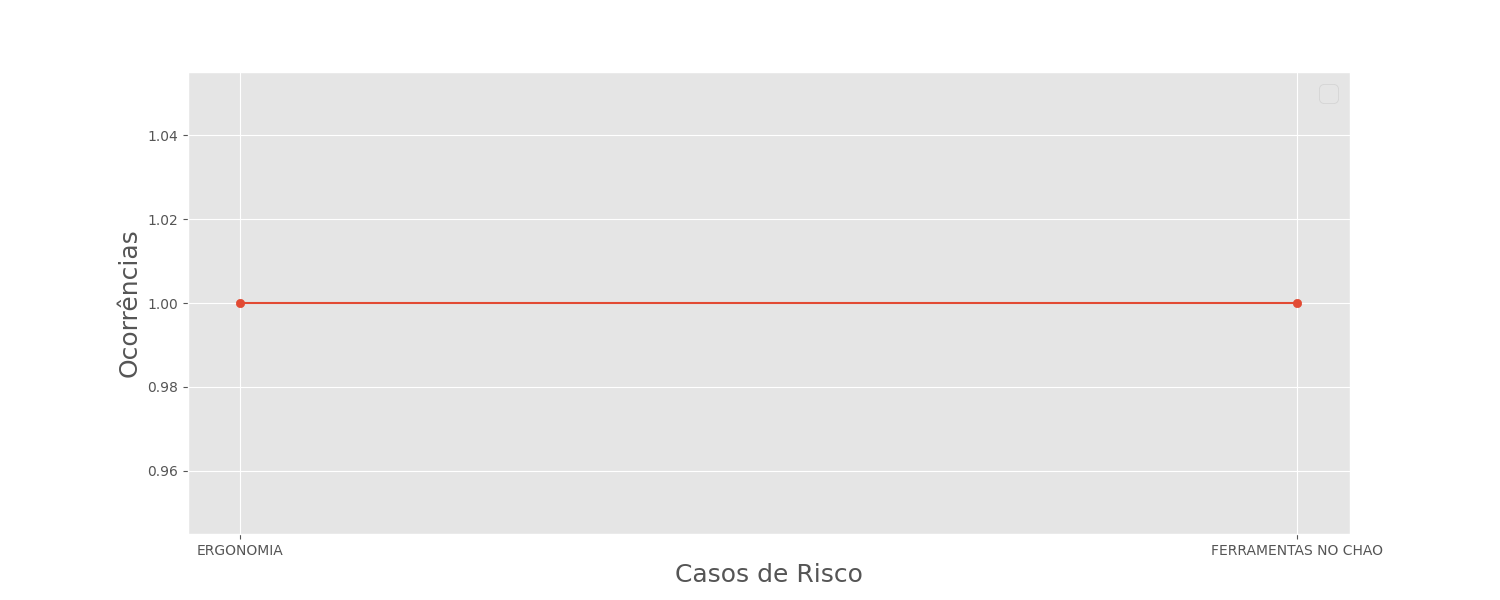 1.04
1.02
1.00
0.98
0.96
Ocorrências
ERGONOMIA
FERRAMENTAS NO CHAO
Casos de Risco